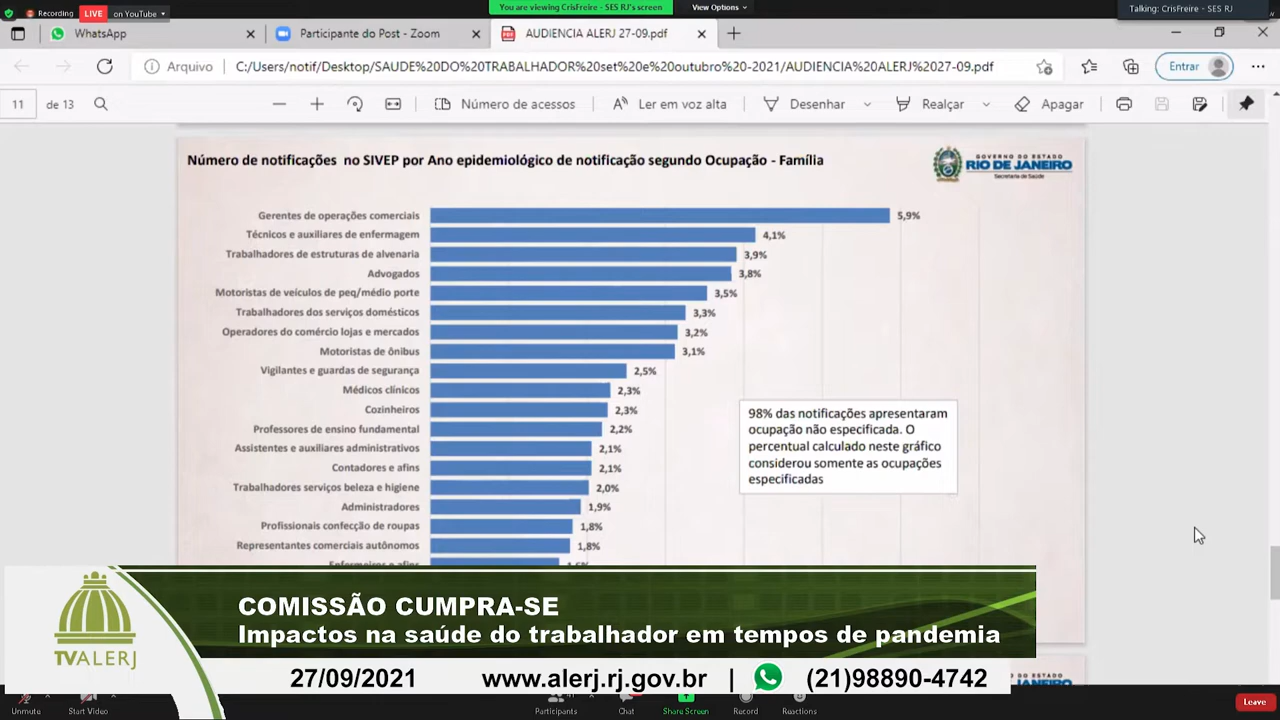 Recording LIVE on YouTube You are viewing CrisFreire - SES RJ's screen View Options Talking: CrisFreire - SES RJ
WhatsApp Participante do Post - Zoom AUDIENCIA ALERJ 27-09.pdf
Arquivo C:/Users/notif/Desktop/SAUDE%20DO%20TRABALHADOR%20set%20e%20outubro%20-2021/AUDIENCIA%20ALERJ%2027-09.pdf Entrar
11 de 13 Número de acessos Ler em voz alta Desenhar Realçar Apagar
Número de notificações no SIVEP por Ano epidemiológico de notificação segundo Ocupação - Família
GOVERNO DO ESTADO
RIO DE JANEIRO
Secretaria de Saúde
Gerentes de operações comerciais 5,9%
Técnicos e auxiliares de enfermagem 4,1%
Trabalhadores de estruturas de alvenaria 3,9%
Advogados 3,8%
Motoristas de veículos de peq/médio porte 3,5%
Trabalhadores dos serviços domésticos 3,3%
Operadores do comércio lojas e mercados 3,2%
Motoristas de ônibus 3,1%
Vigilantes e guardas de segurança 2,5%
Médicos clínicos 2,3%
Cozinheiros 2,3%
Professores de ensino fundamental 2,2%
Assistentes e auxiliares administrativos 2,1%
Contadores e afins 2,1%
Trabalhadores serviços beleza e higiene 2,0%
Administradores 1,9%
Profissionais confecção de roupas 1,8%
Representantes comerciais autônomos 1,8%
Enfermeiros e afins
98% das notificações apresentaram
ocupação não especificada. O
percentual calculado neste gráfico
considerou somente as ocupações
especificadas
COMISSÃO CUMPRA-SE
Impactos na saúde do trabalhador em tempos de pandemia
TVALERJ
27/09/2021 www.alerj.rj.gov.br | (21)98890-4742
Unmute Start Video Participants Chat Share Screen Record Reactions Leave